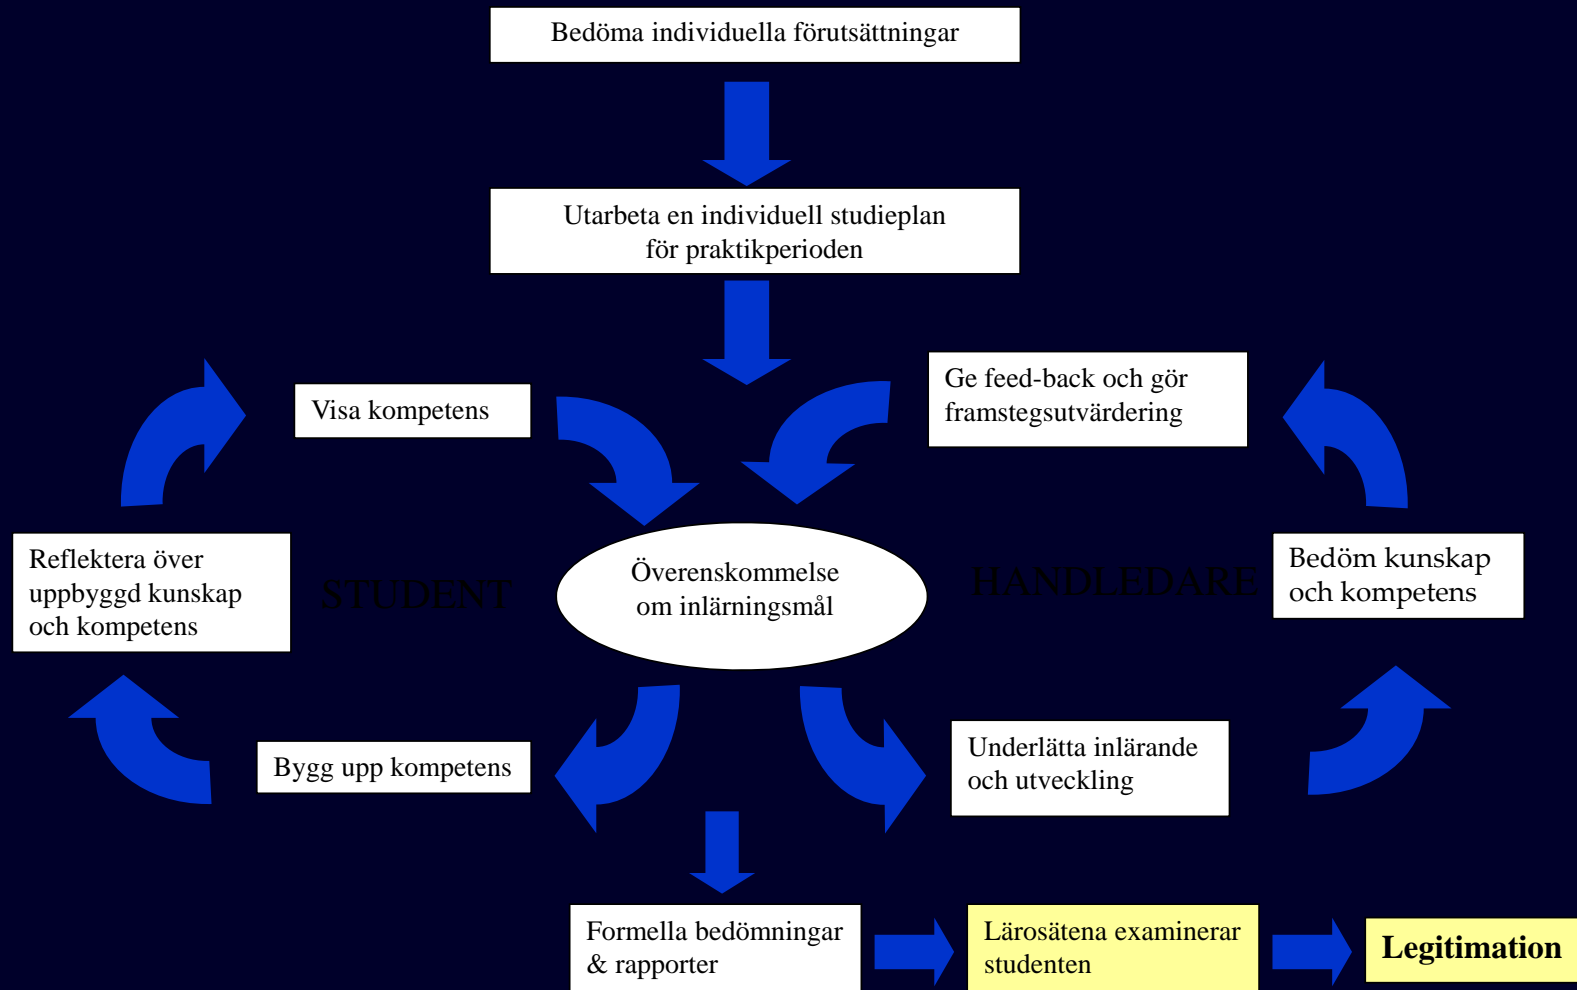 Bedöma individuella förutsättningar
Utarbeta en individuell studieplan
för praktikperioden
Visa kompetens
Ge feed-back och gör
framstegsutvärdering
Reflektera över
uppbyggd kunskap
och kompetens
STUDENT
Överenskommelse
om inlärningsmål
HANDLEDARE
Bedöm kunskap
och kompetens
Bygg upp kompetens
Underlätta inlärande
och utveckling
Formella bedömningar
& rapporter
Lärosätena examinerar
studenten
Legitimation